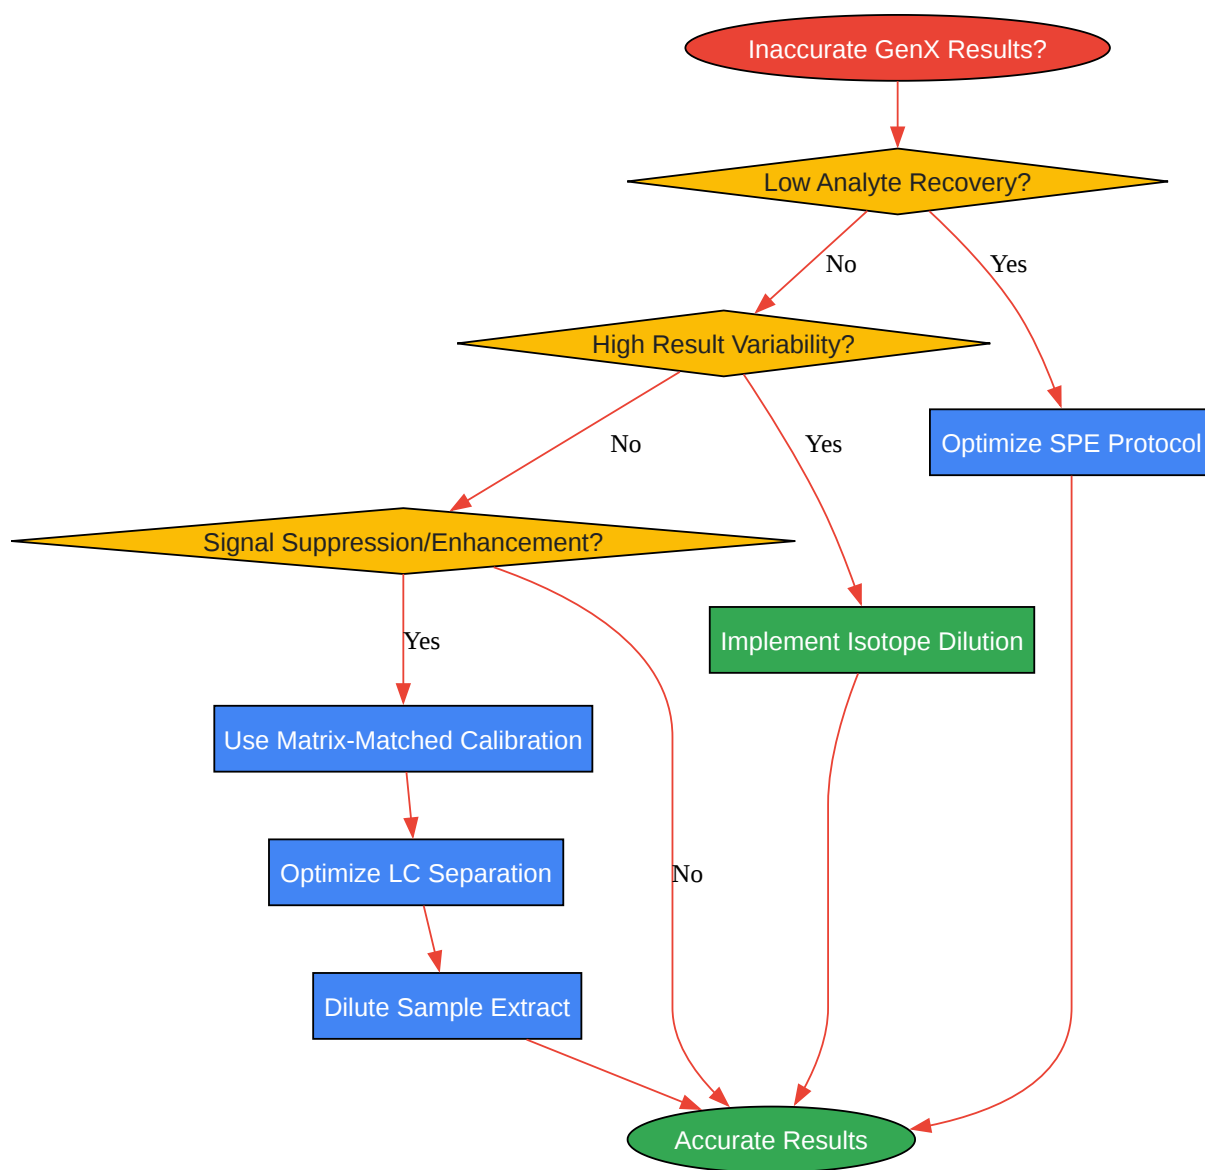 Inaccurate GenX Results?
Low Analyte Recovery?
No
Yes
High Result Variability?
Optimize SPE Protocol
No
Yes
Signal Suppression/Enhancement?
Implement Isotope Dilution
Yes
Use Matrix-Matched Calibration
Optimize LC Separation
No
Dilute Sample Extract
Accurate Results